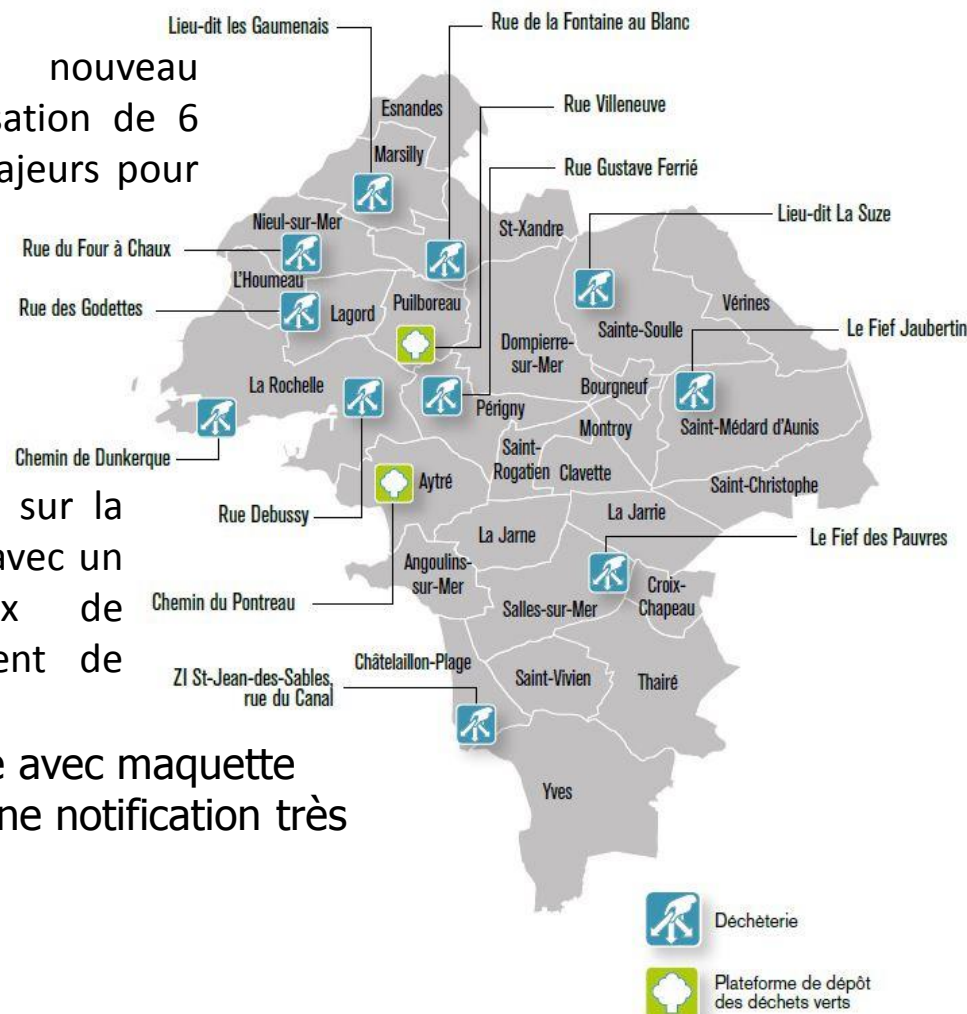 Lieu-dit les Gaumenais
Rue de la Fontaine au Blanc
nouveau
sation de 6
ajeurs pour
Esnandes
Rue Villeneuve
Marsilly
Rue Gustave Ferrié
Nieul-sur-Mer
St-Xandre
Lieu-dit La Suze
Rue du Four à Chaux
L'Houmeau
Rue des Godettes
Lagord
Puilboreau
Vérines
Sainte-Soulle
Le Fief Jaubertin
Dompierre-
sur-Mer
La Rochelle
Bourgneuf
Périgny
Montroy
Saint-Médard d'Aunis
Chemin de Dunkerque
Saint-
Rogatien
Clavette
Aytré
Saint-Christophe
sur la
avec un
x de
ent de
Rue Debussy
La Jarne
La Jarrie
Le Fief des Pauvres
Angoulins-
sur-Mer
Chemin du Pontreau
Salles-sur-Mer
Croix-
Chapeau
Châtelaillon-Plage
ZI St-Jean-des-Sables,
rue du Canal
Saint-Vivien
Thairé
e avec maquette
ne notification très
Yves
Déchèterie
Plateforme de dépôt
des déchets verts